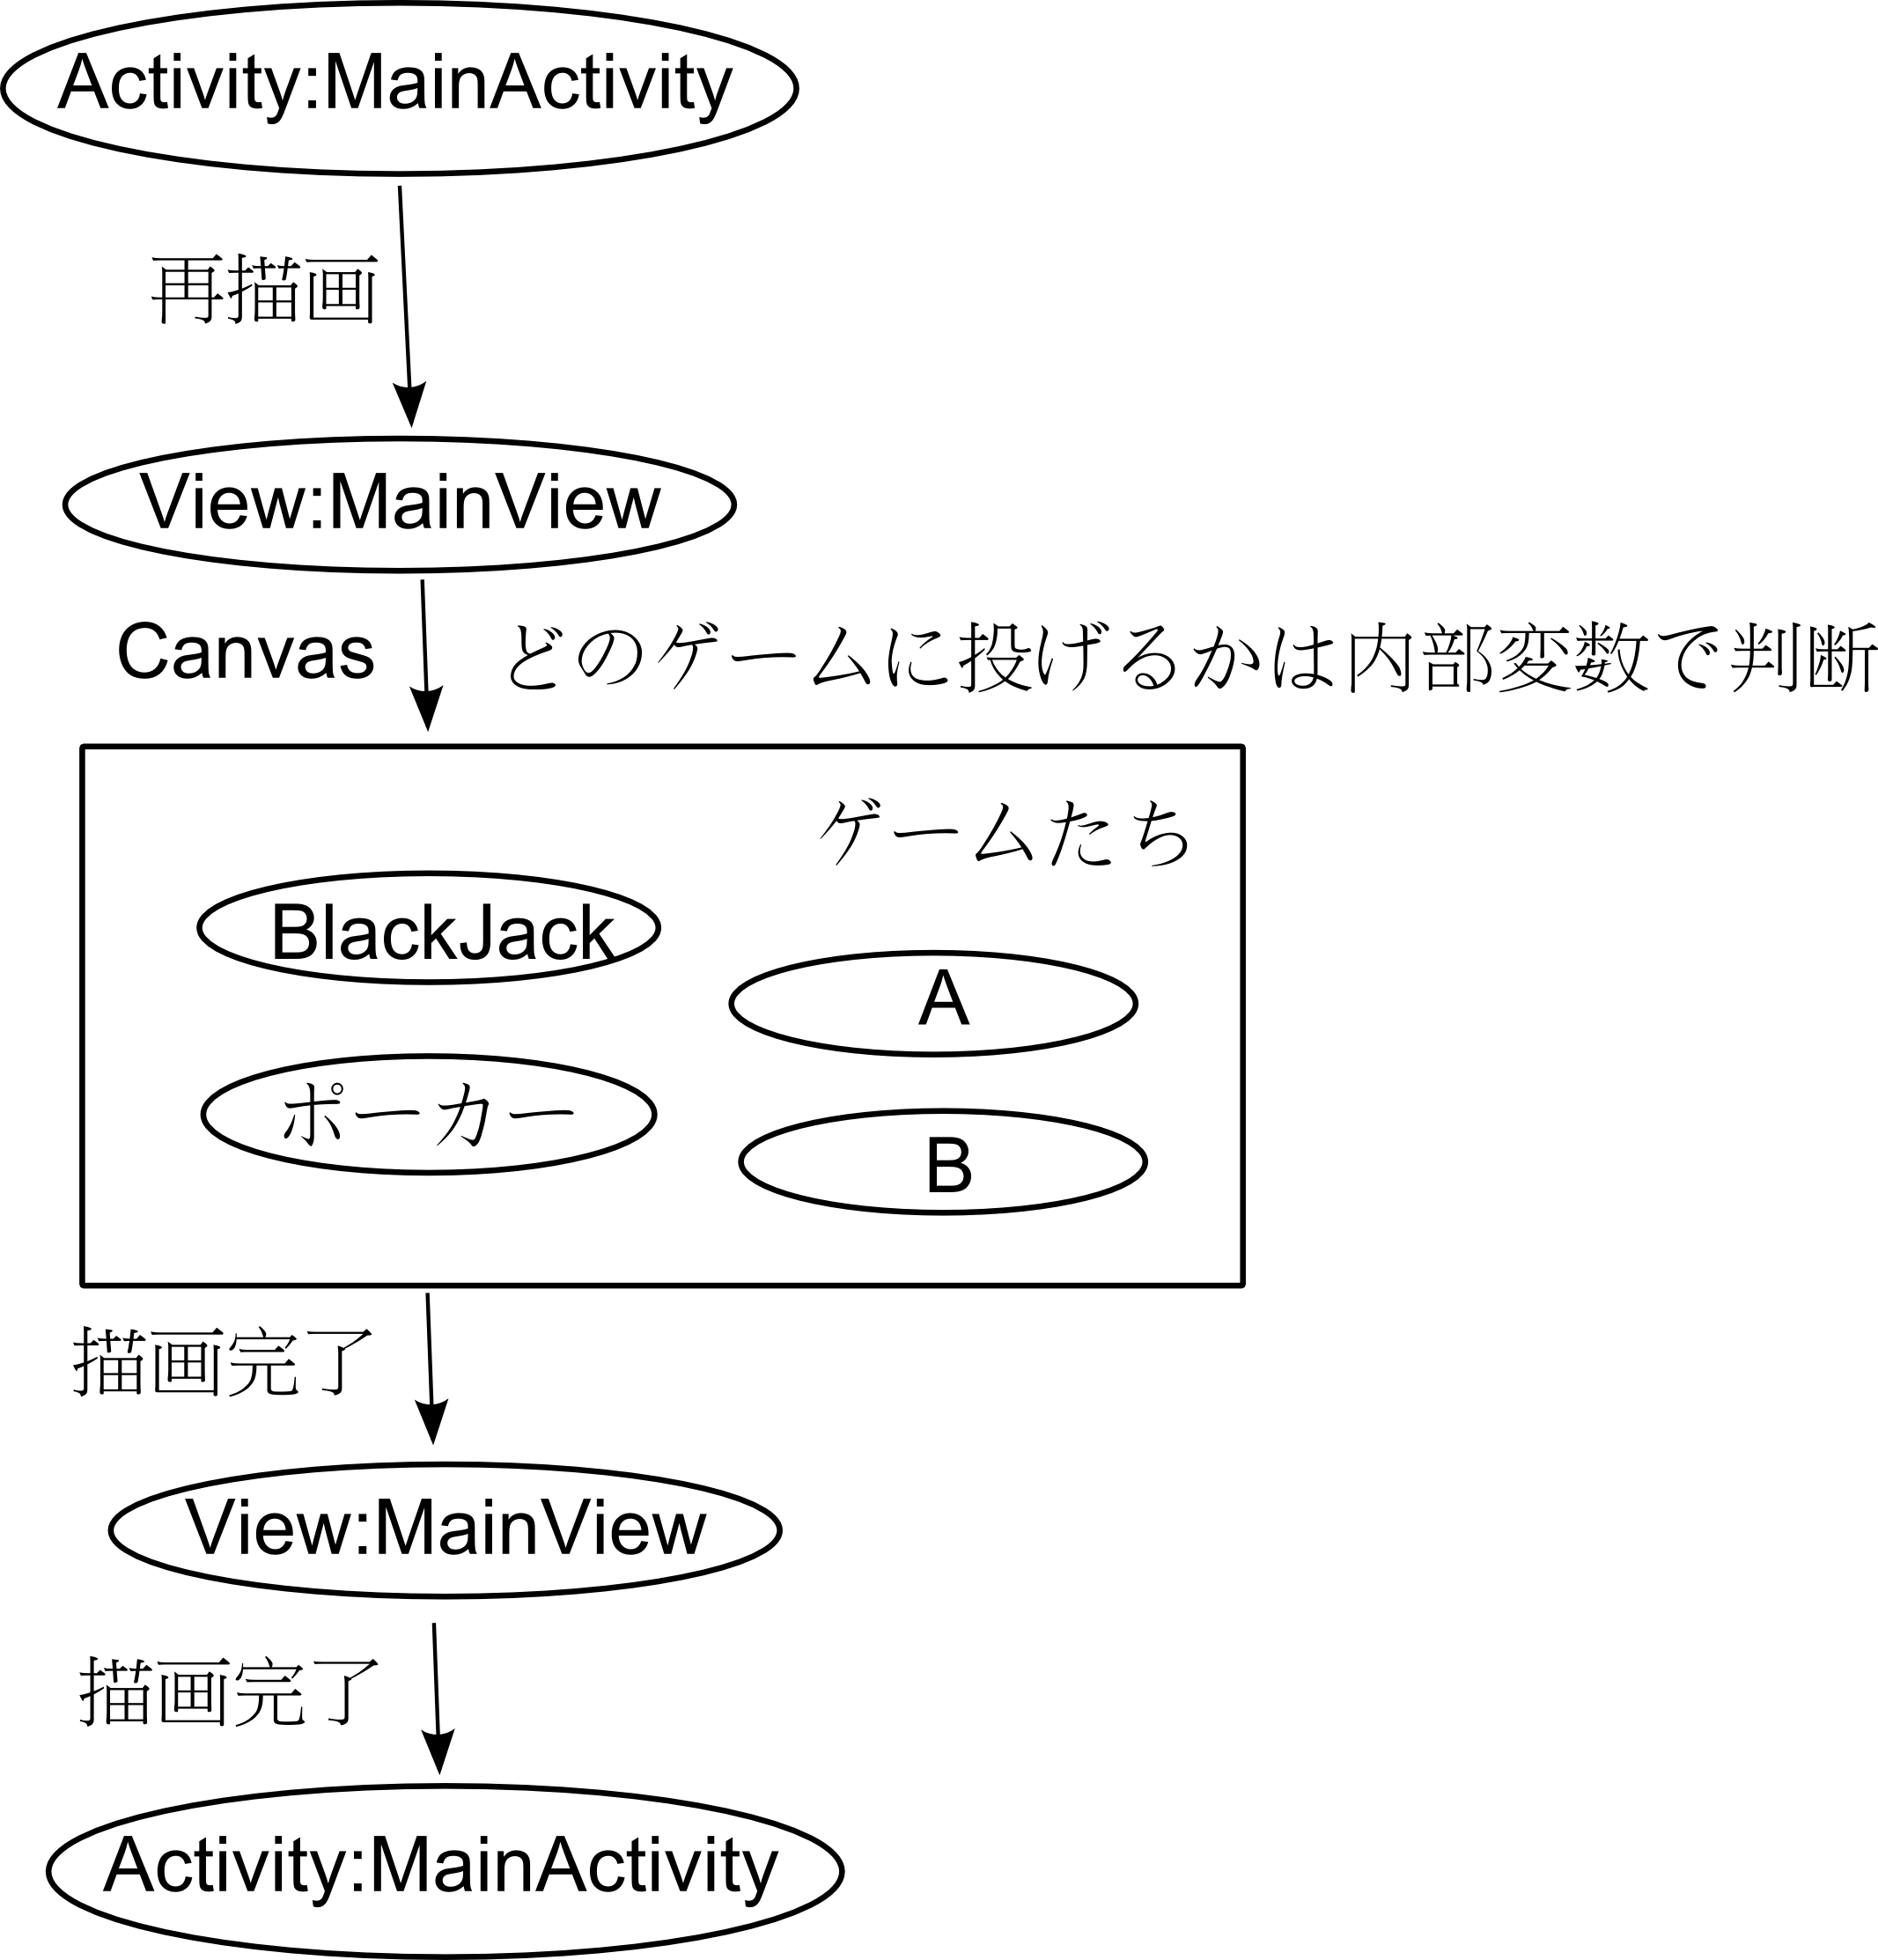 Activity:MainActivity
再描画
View:MainView
Canvas
どのゲームに投げるかは内部変数で判断
ゲームたち
BlackJack
A
ポーカー
B
描画完了
View:MainView
描画完了
Activity:MainActivity